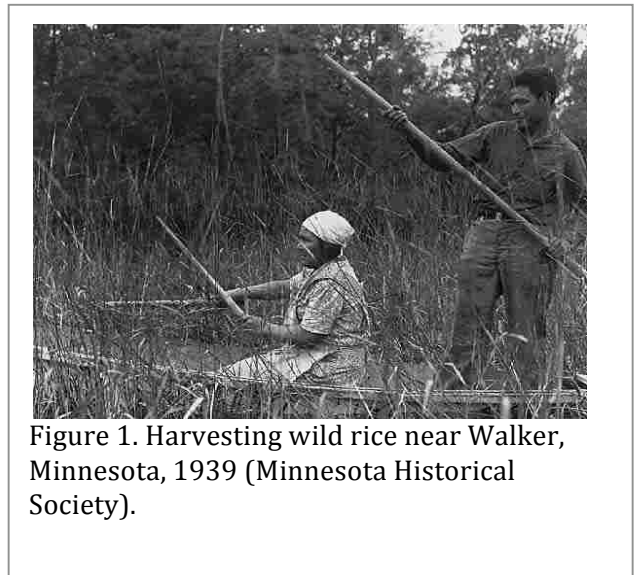 Figure 1. Harvesting wild rice near Walker,
Minnesota, 1939 (Minnesota Historical
Society).